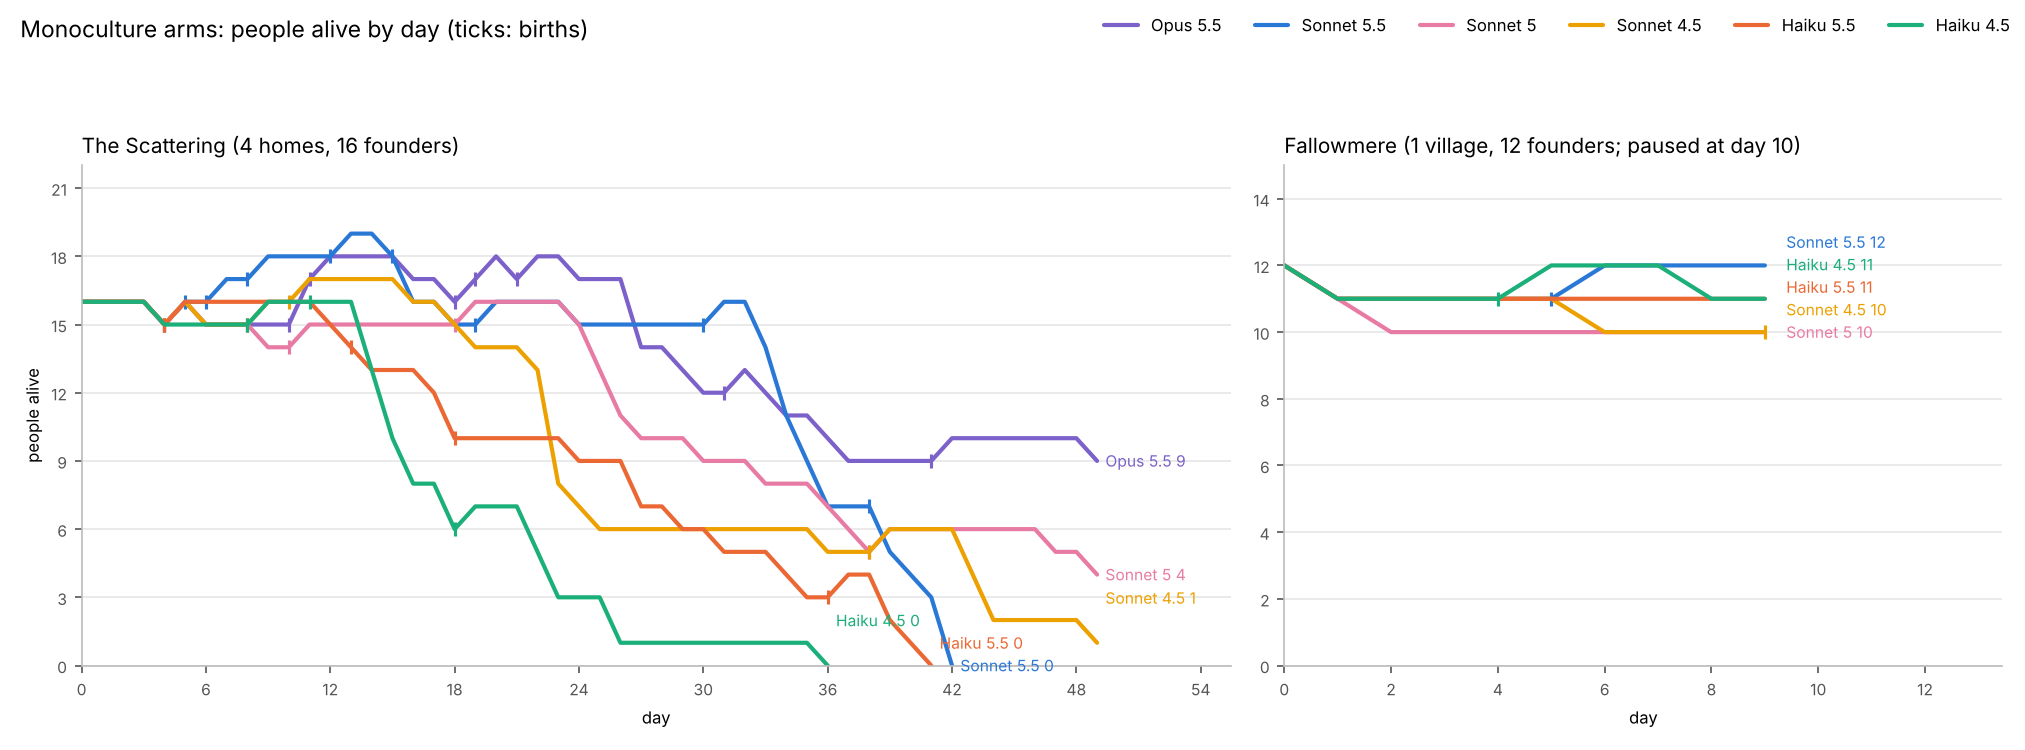 Monoculture arms: people alive by day (ticks: births)
Opus 5.5
Sonnet 5.5
Sonnet 5
Sonnet 4.5
Haiku 5.5
Haiku 4.5
The Scattering (4 homes, 16 founders)
people alive
21
18
15
12
9
6
3
0
Opus 5.5 9
Sonnet 5 4
Sonnet 4.5 1
Haiku 4.5 0
Haiku 5.5 0
Sonnet 5.5 0
0 6 12 18 24 30 36 42 48 54
day
Fallowmere (1 village, 12 founders; paused at day 10)
14
12
10
8
6
4
2
0
Sonnet 5.5 12
Haiku 4.5 11
Haiku 5.5 11
Sonnet 4.5 10
Sonnet 5 10
0 2 4 6 8 10 12
day